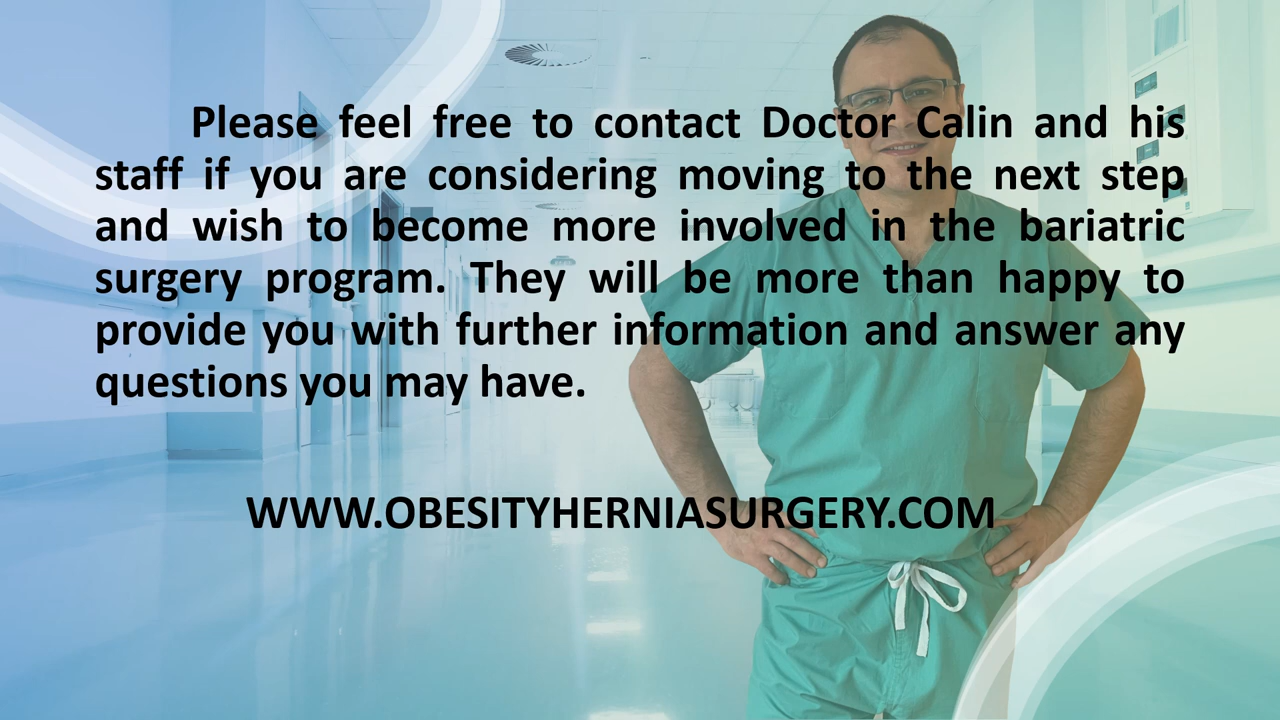 Please feel free to contact Doctor Calin and his
staff if you are considering moving to the next step
and wish to become more involved in the bariatric
surgery program. They will be more than happy to
provide you with further information and answer any
questions you may have.
WWW.OBESITYHERNIASURGERY.COM